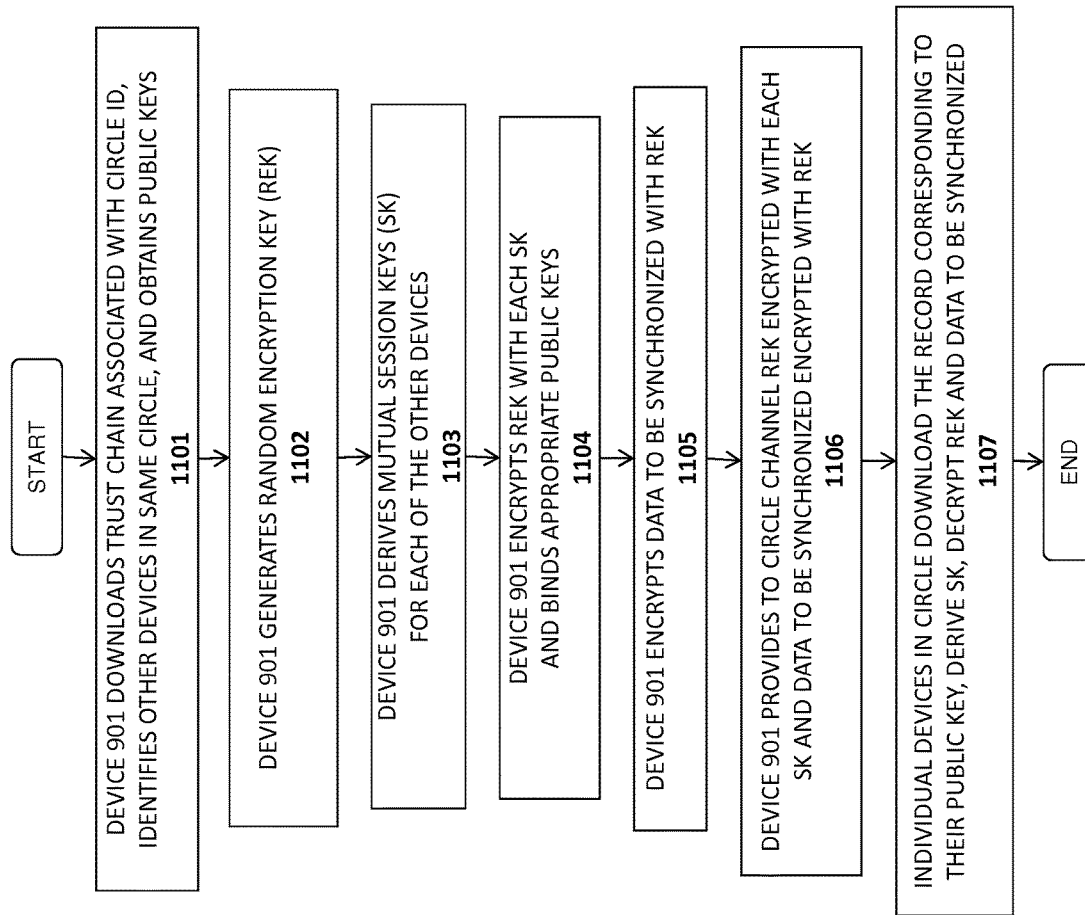 START
DEVICE 901 DOWNLOADS TRUST CHAIN ASSOCIATED WITH CIRCLE ID,
IDENTIFIES OTHER DEVICES IN SAME CIRCLE, AND OBTAINS PUBLIC KEYS
1101
DEVICE 901 GENERATES RANDOM ENCRYPTION KEY (REK)
1102
DEVICE 901 DERIVES MUTUAL SESSION KEYS (SK)
FOR EACH OF THE OTHER DEVICES
1103
DEVICE 901 ENCRYPTS REK WITH EACH SK
AND BINDS APPROPRIATE PUBLIC KEYS
1104
DEVICE 901 ENCRYPTS DATA TO BE SYNCHRONIZED WITH REK
1105
DEVICE 901 PROVIDES TO CIRCLE CHANNEL REK ENCRYPTED WITH EACH
SK AND DATA TO BE SYNCHRONIZED ENCRYPTED WITH REK
1106
INDIVIDUAL DEVICES IN CIRCLE DOWNLOAD THE RECORD CORRESPONDING TO
THEIR PUBLIC KEY, DERIVE SK, DECRYPT REK AND DATA TO BE SYNCHRONIZED
1107
END